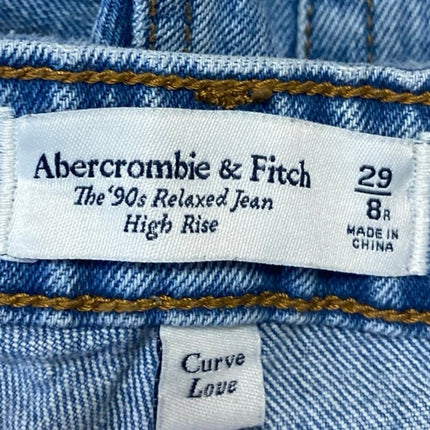 Abercrombie & Fitch
The '90s Relaxed Jean
High Rise
29
8R
MADE IN
CHINA
Curve
Love